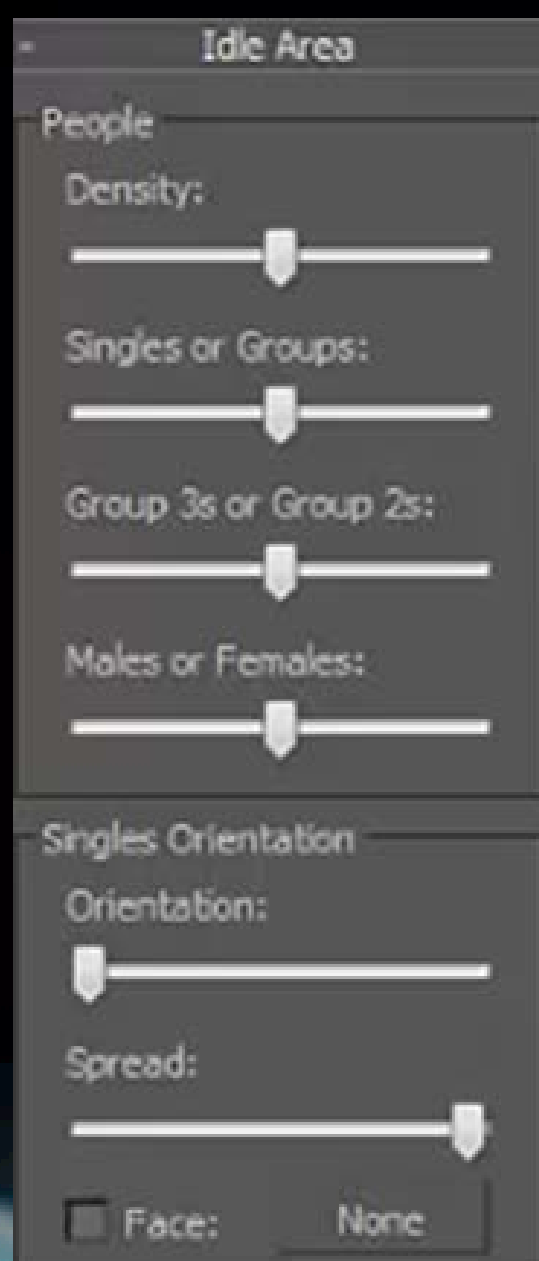 - Idle Area
People
Density:
Singles or Groups:
Group 3s or Group 2s:
Males or Females:
Singles Orientation
Orientation:
Spread:
Face: None